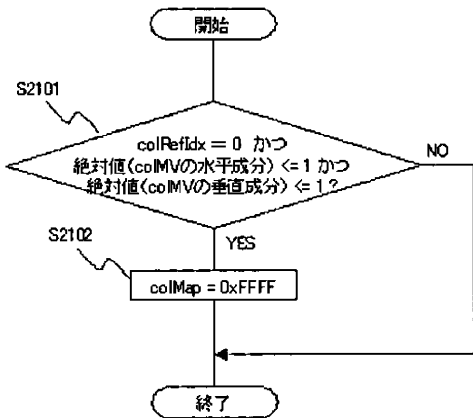 開始
S2101
colRefIdx == 0 かつ
絶対値(colMVの水平成分) <= 1 かつ
絶対値(colMVの垂直成分) <= 1 ?
NO
YES
S2102
colMap = 0xFFFF
終了